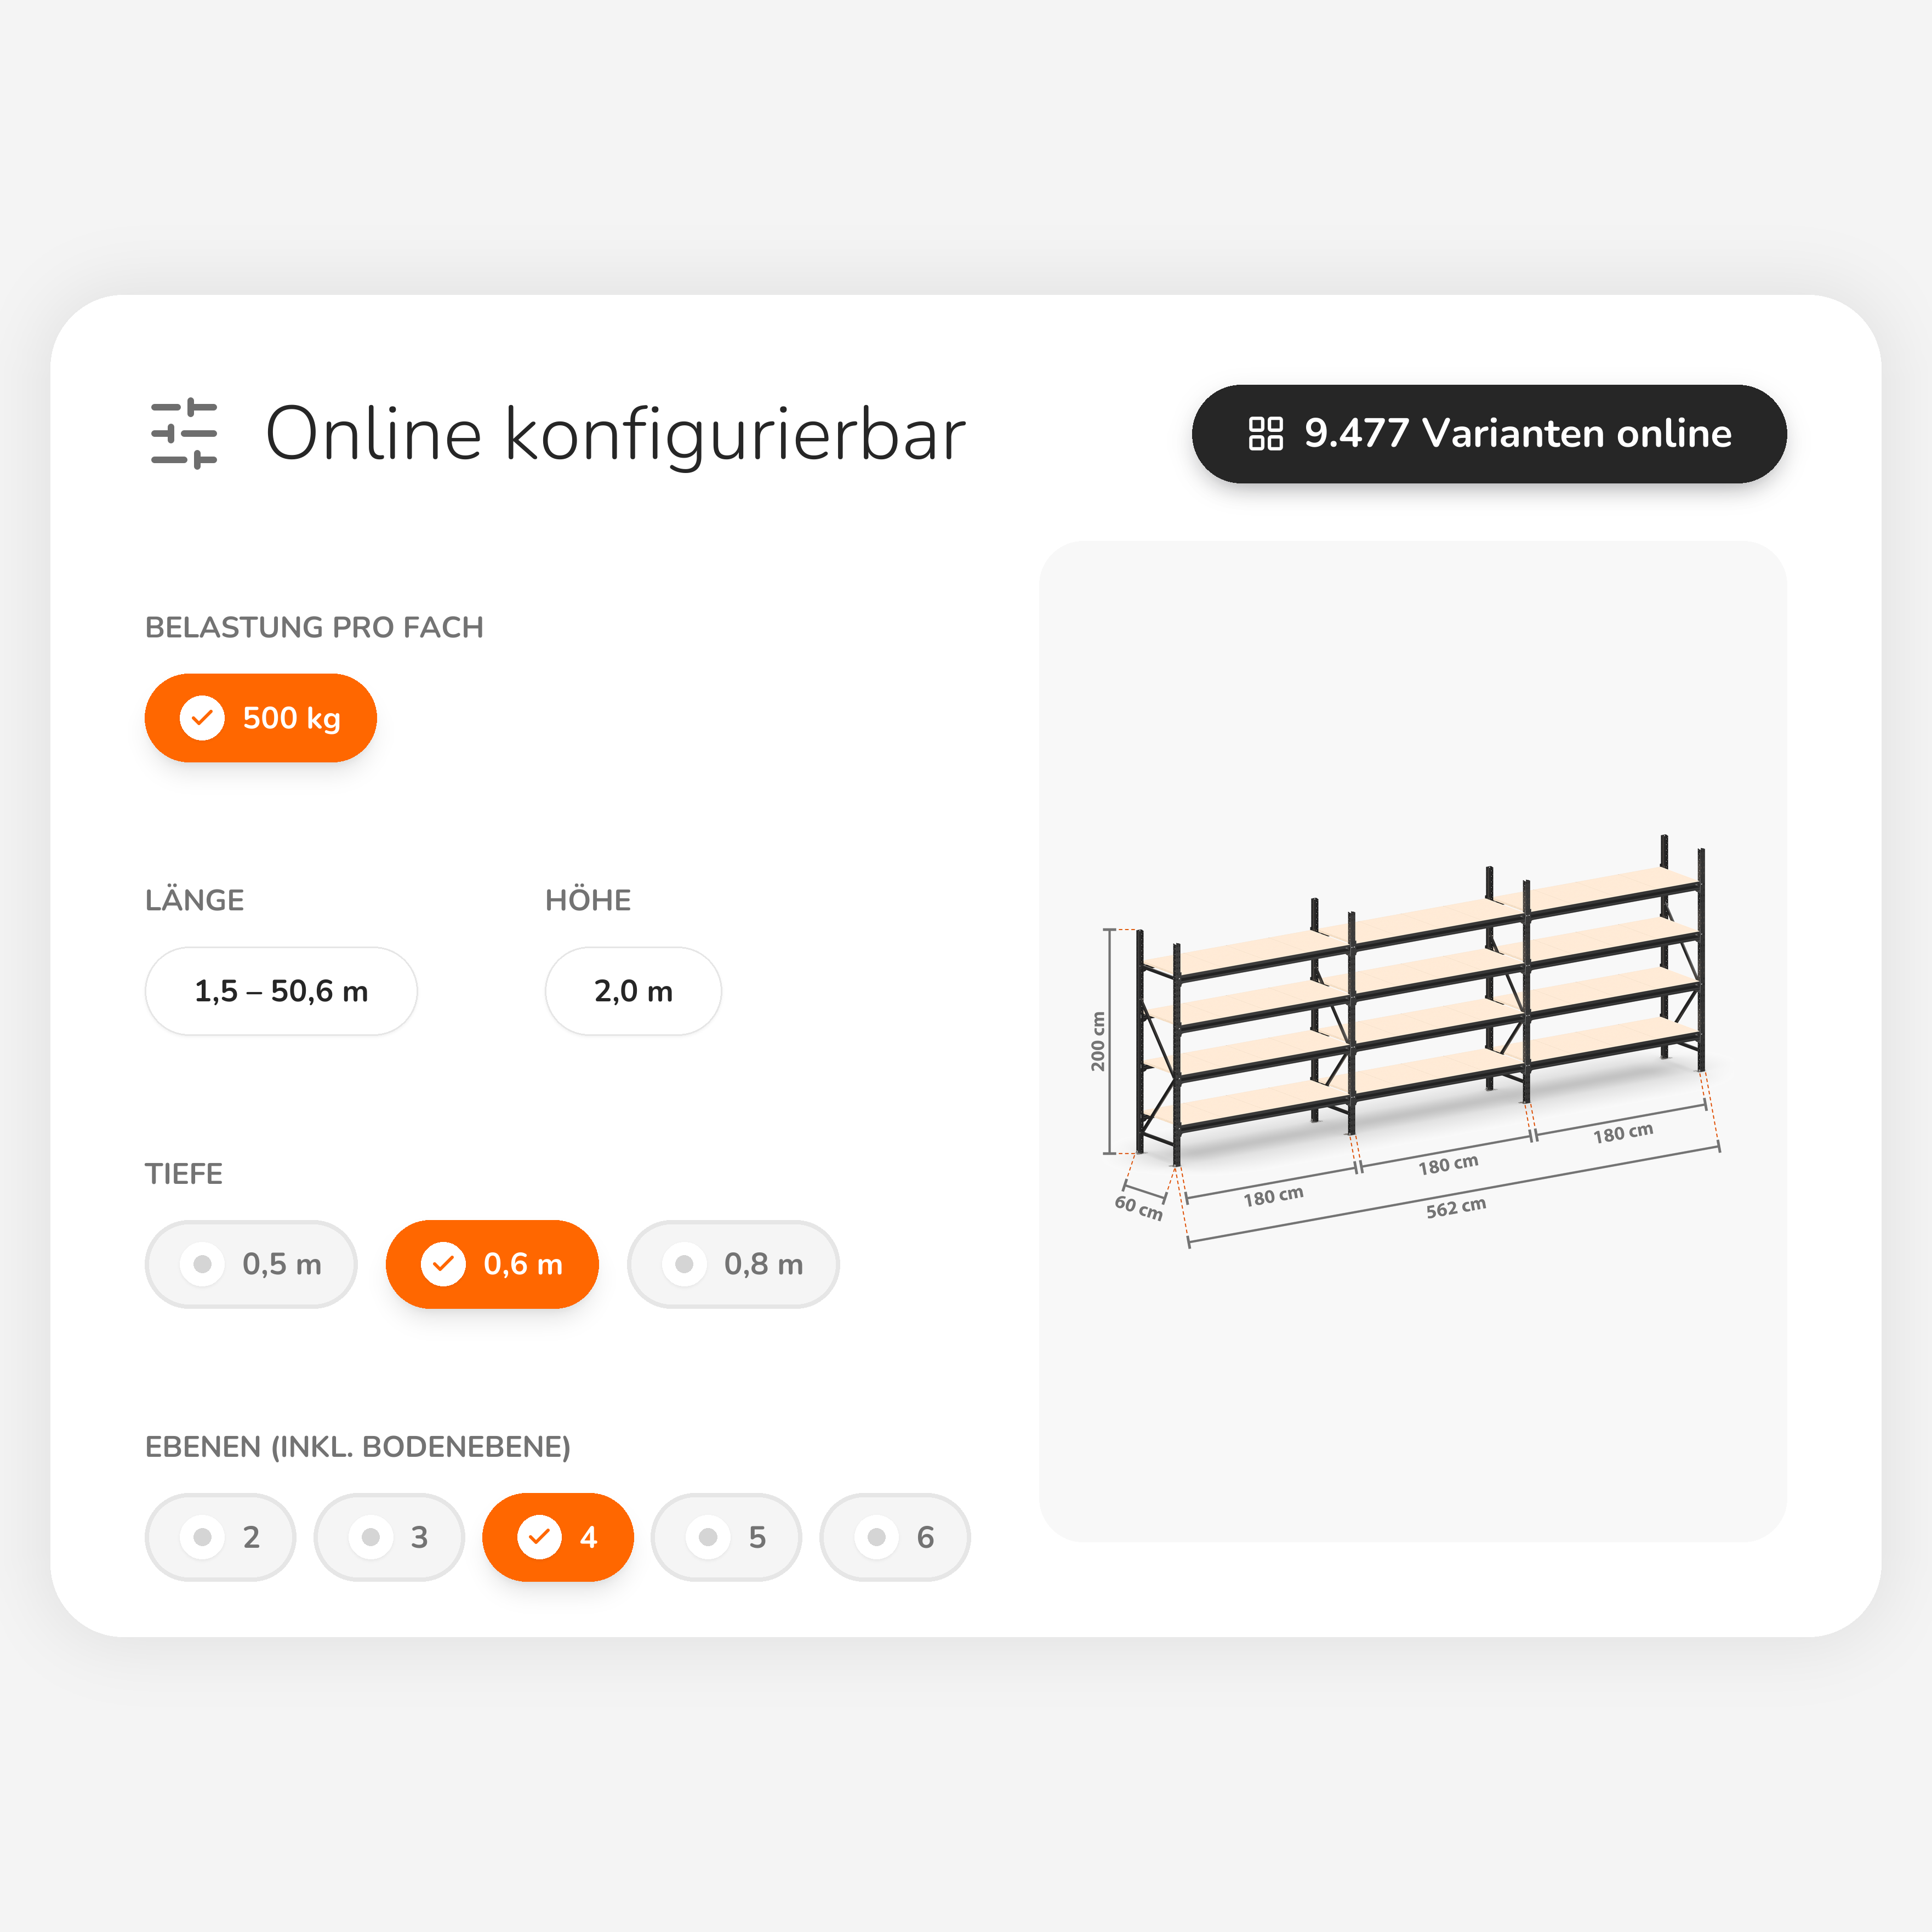 Online konfigurierbar
9.477 Varianten online
BELASTUNG PRO FACH
500 kg
LÄNGE
HÖHE
1,5 – 50,6 m
2,0 m
TIEFE
0,5 m
0,6 m
0,8 m
EBENEN (INKL. BODENEBENE)
2
3
4
5
6
200 cm
60 cm
180 cm
180 cm
180 cm
562 cm